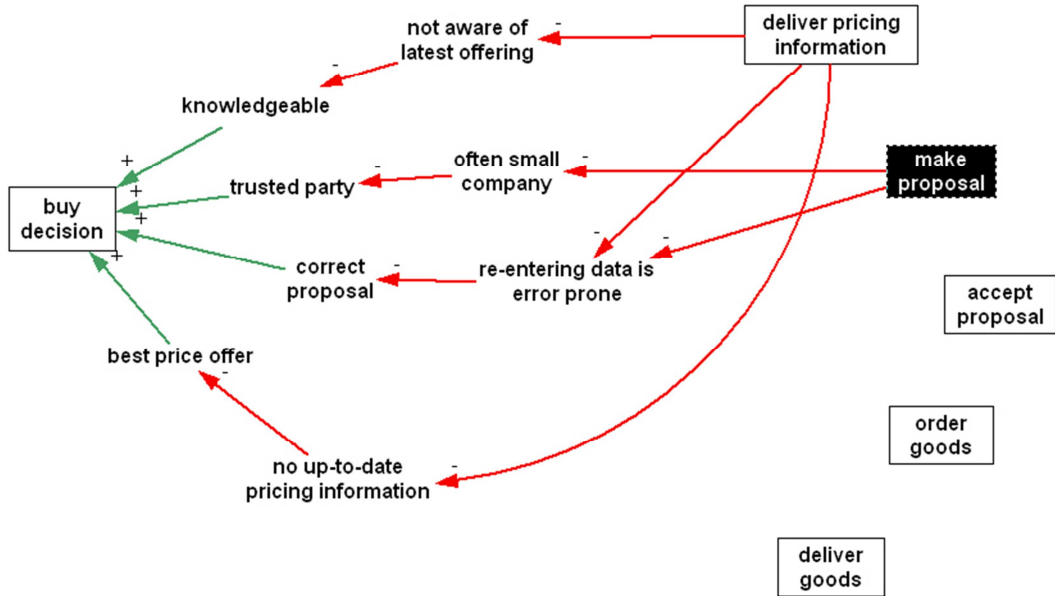 not aware of
latest offering
-
deliver pricing
information
-
knowledgeable
+
often small
company
-
make
proposal
-
trusted party
+
buy
decision
+
+
-
-
correct
proposal
-
re-entering data is
error prone
accept
proposal
best price offer
-
order
goods
no up-to-date
pricing information
-
deliver
goods